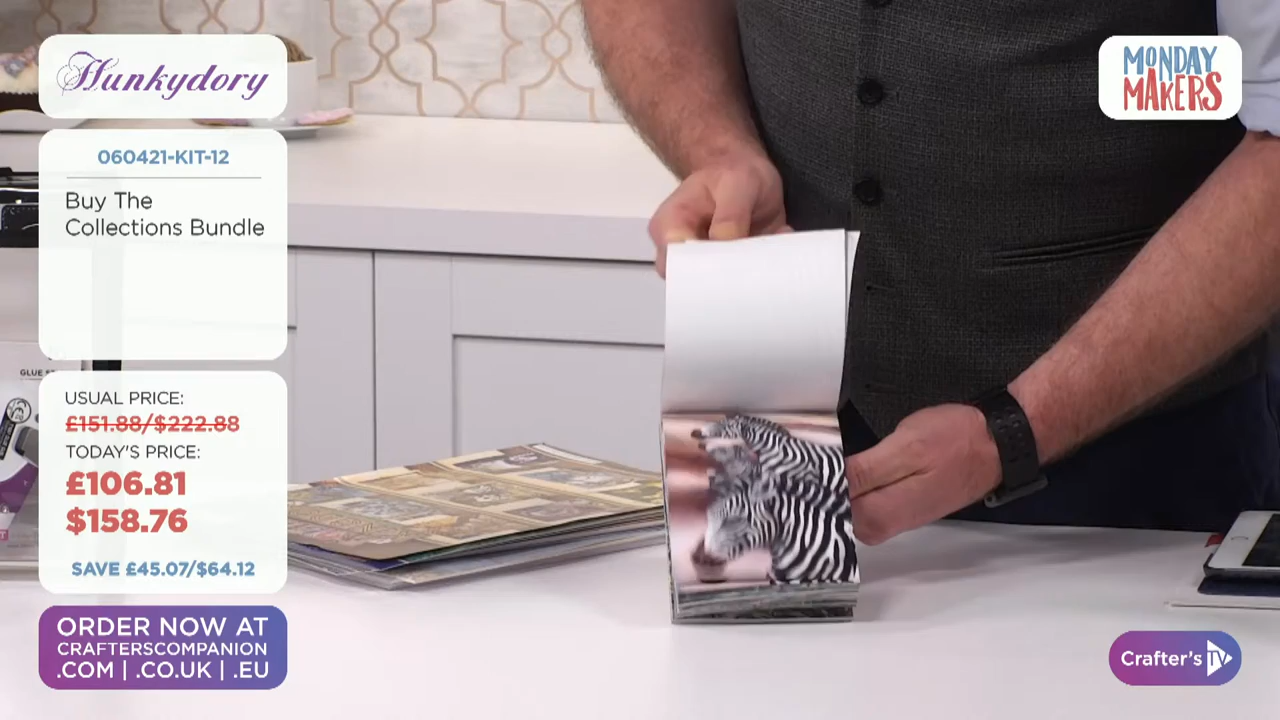 Hunkydory
060421-KIT-12
Buy The
Collections Bundle
USUAL PRICE:
£151.88/$222.88
TODAY'S PRICE:
£106.81
$158.76
SAVE £45.07/$64.12
ORDER NOW AT
CRAFTERSCOMPANION
.COM | .CO.UK | .EU
MONDAY
MAKERS
GLUE
Crafter's TV